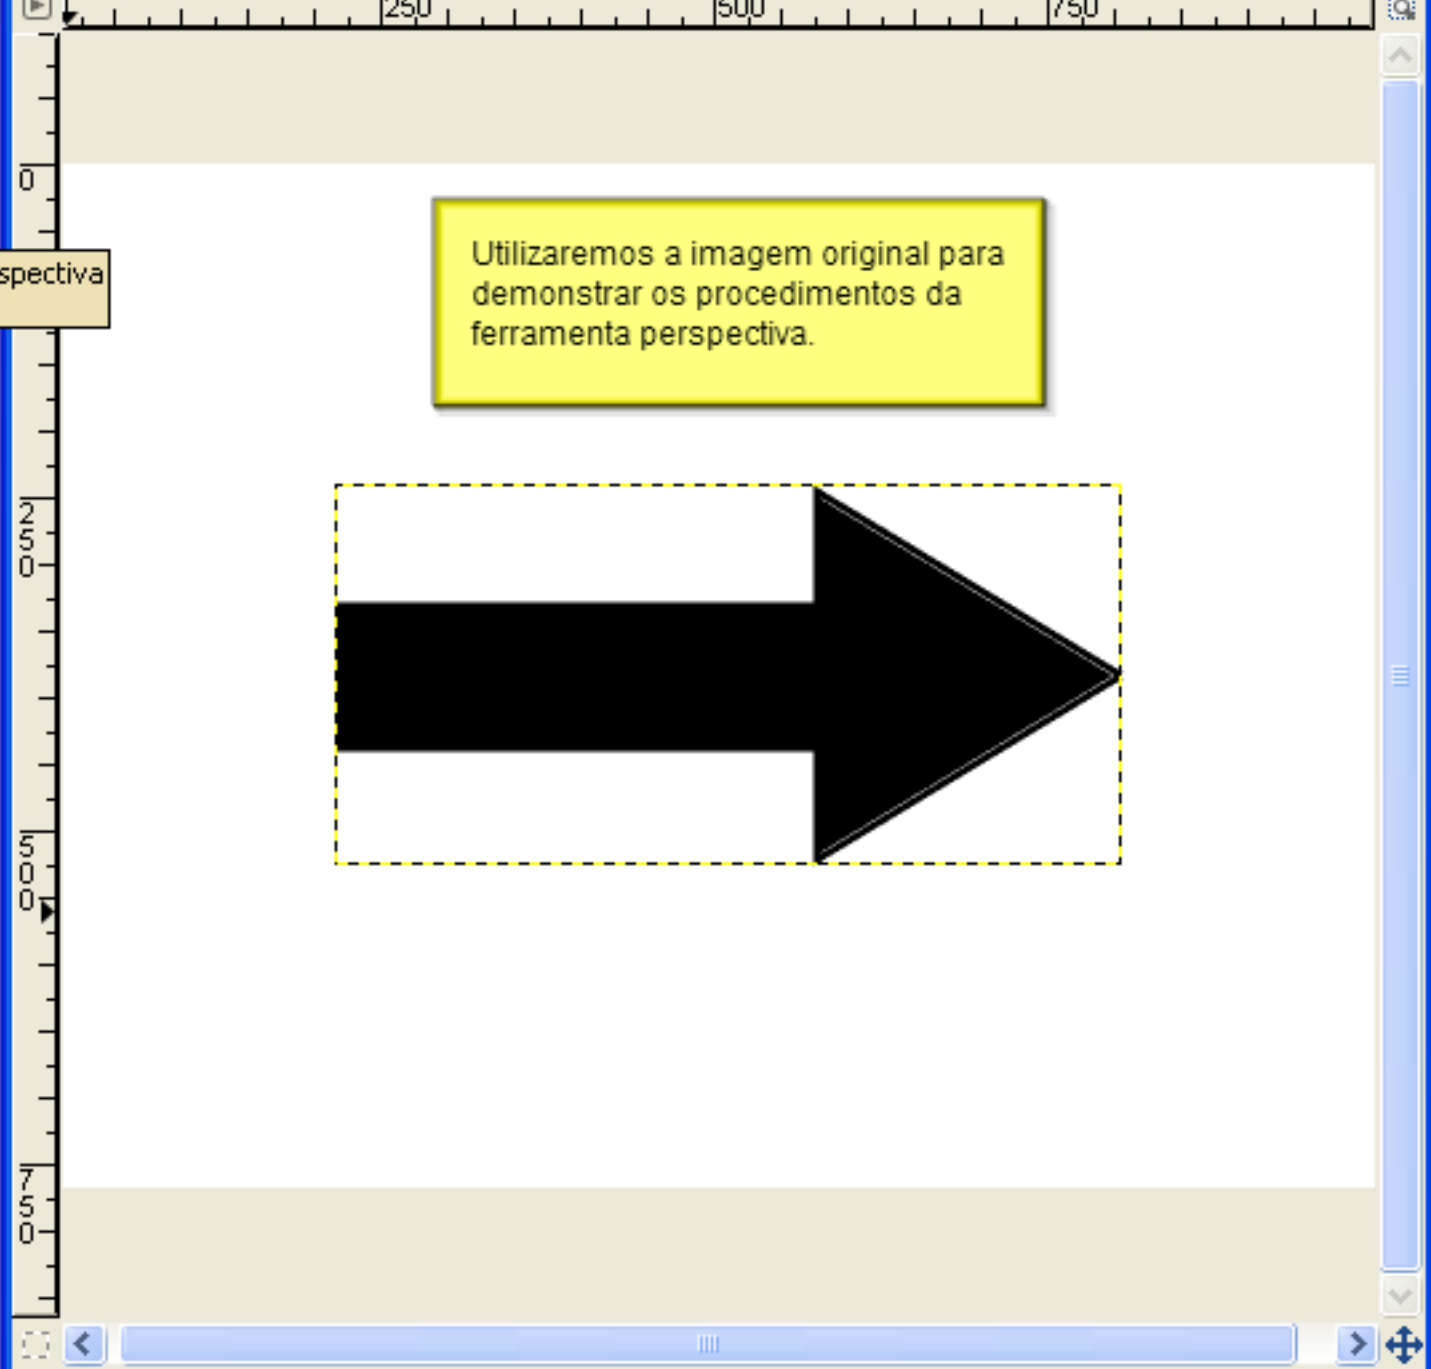 250 500 750
0
spectiva
Utilizaremos a imagem original para
demonstrar os procedimentos da
ferramenta perspectiva.
250
500
750